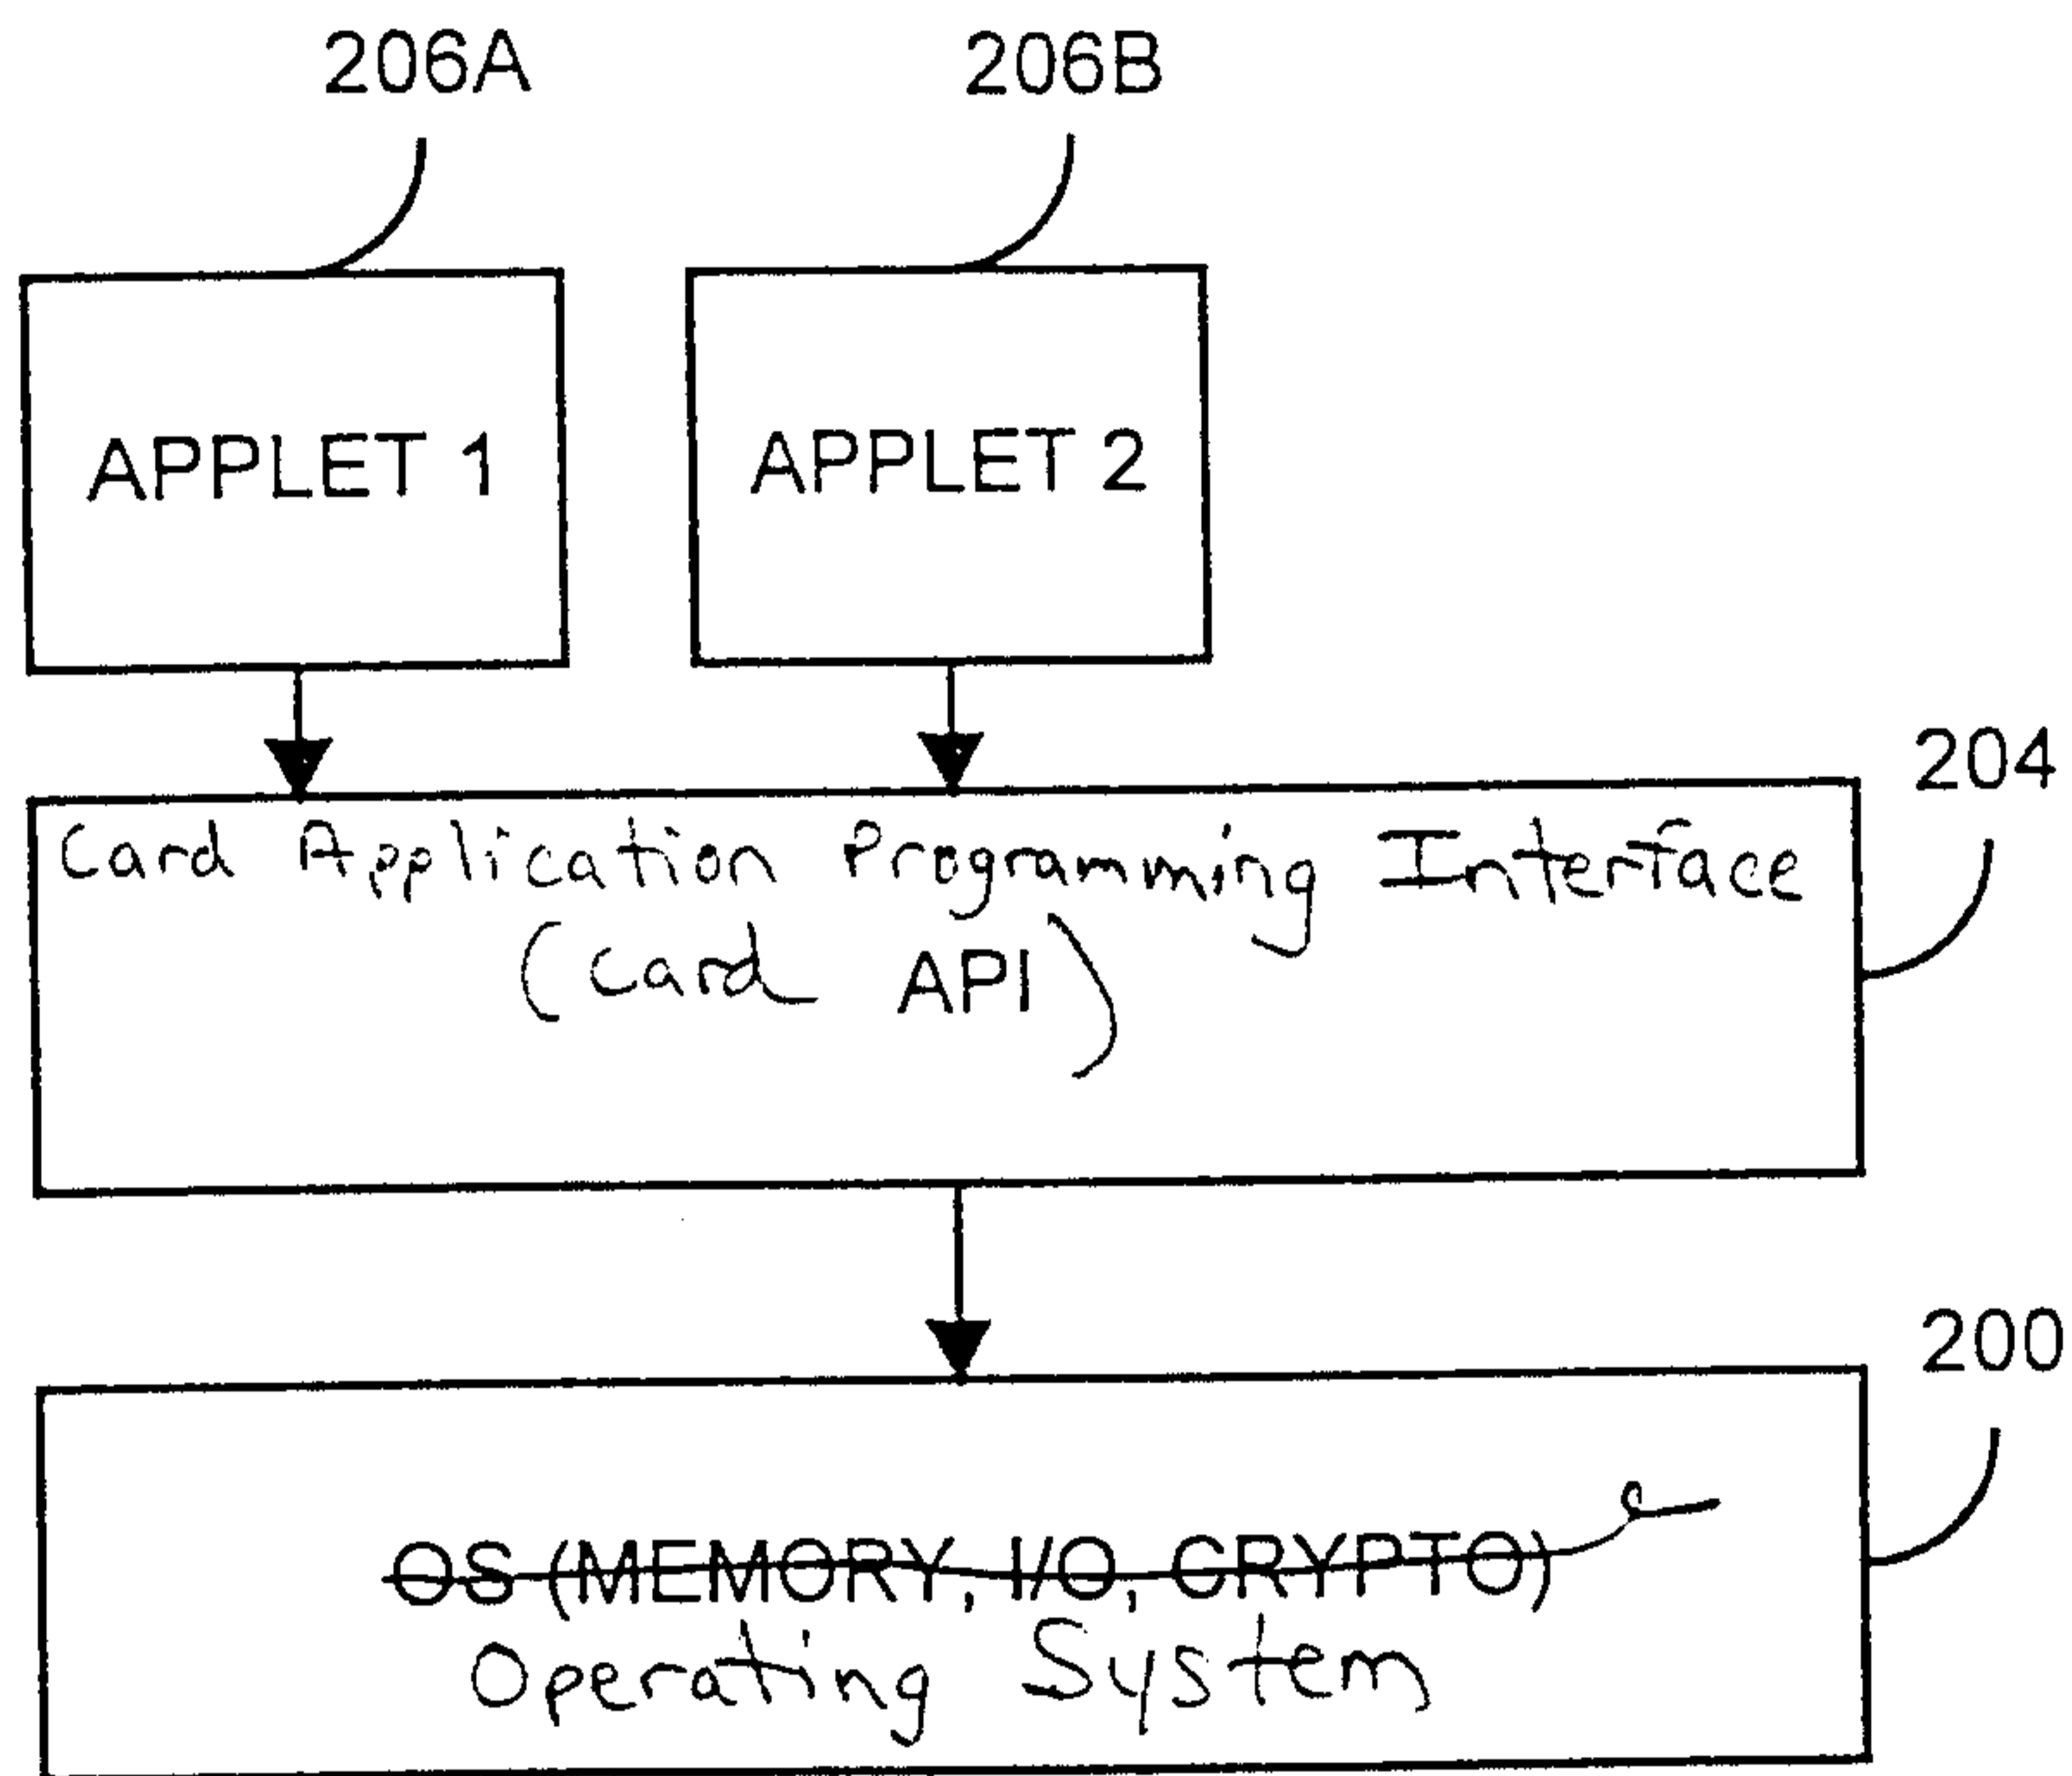 206A
206B
APPLET 1
APPLET 2
204
Card Application Programming Interface
(Card API)
200
OS (MEMORY, I/O, CRYPTO)
Operating System